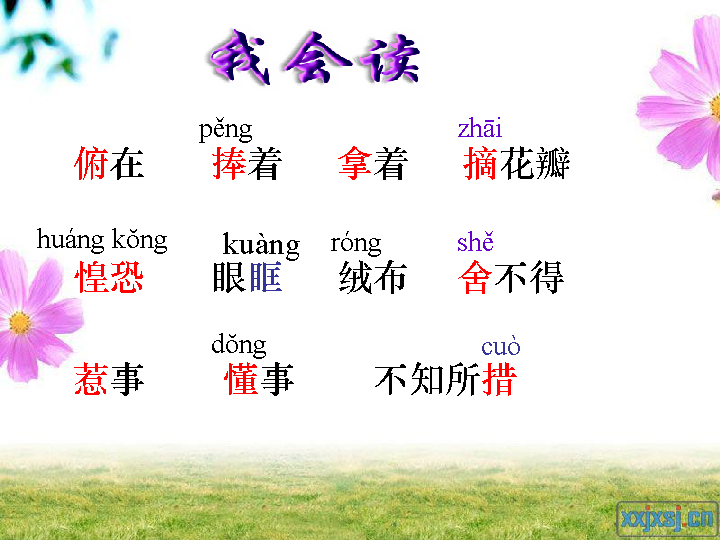 我会读
pěng zhāi
俯在 捧着 拿着 摘花瓣
huáng kǒng kuàng róng shě
惶恐 眼眶 绒布 舍不得
dǒng cuò
惹事 懂事 不知所措
xxjxsj.cn